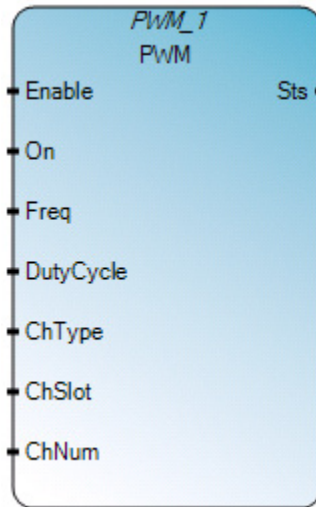 PWM_1
PWM
Enable Sts
On
Freq
DutyCycle
ChType
ChSlot
ChNum